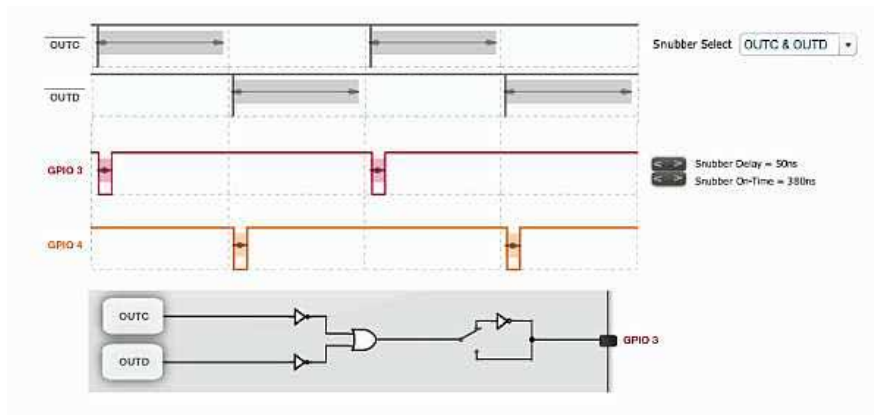 OUTC
Snubber Select OUTC & OUTD
OUTD
GPIO 3
Snubber Delay = 50ns
Snubber On-Time = 380ns
GPIO 4
OUTC
OUTD
GPIO 3